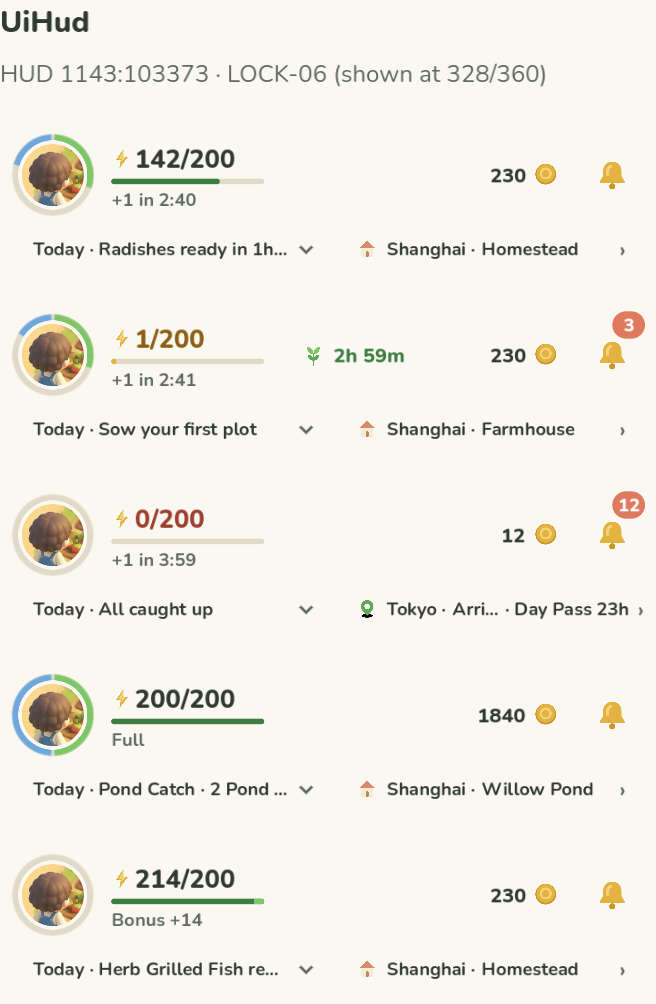 UiHud
HUD 1143:103373 · LOCK-06 (shown at 328/360)
142/200
230
+1 in 2:40
Today · Radishes ready in 1h...
Shanghai · Homestead ›
3
1/200
2h 59m
230
+1 in 2:41
Today · Sow your first plot
Shanghai · Farmhouse ›
12
0/200
12
+1 in 3:59
Today · All caught up
Tokyo · Arri... · Day Pass 23h ›
200/200
1840
Full
Today · Pond Catch · 2 Pond ...
Shanghai · Willow Pond ›
214/200
230
Bonus +14
Today · Herb Grilled Fish re...
Shanghai · Homestead ›